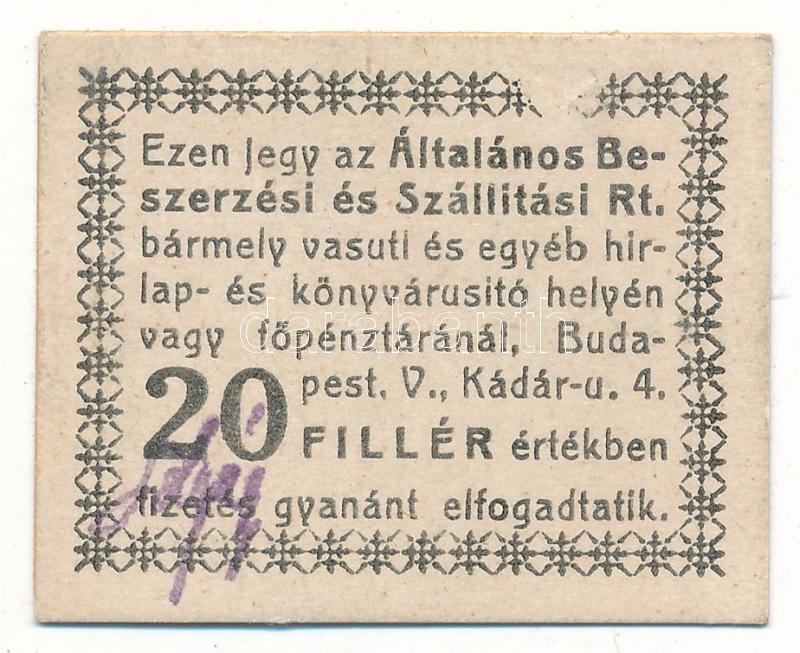 Ezen jegy az Általános Be-
szerzési és Szállitási Rt.
bármely vasuti és egyéb hir-
lap- és könyvárusitó helyén
vagy főpénztáránál, Buda-
pest, V., Kádár-u. 4.
20 FILLÉR értékben
fizetés gyanánt elfogadtatik.
darabanth